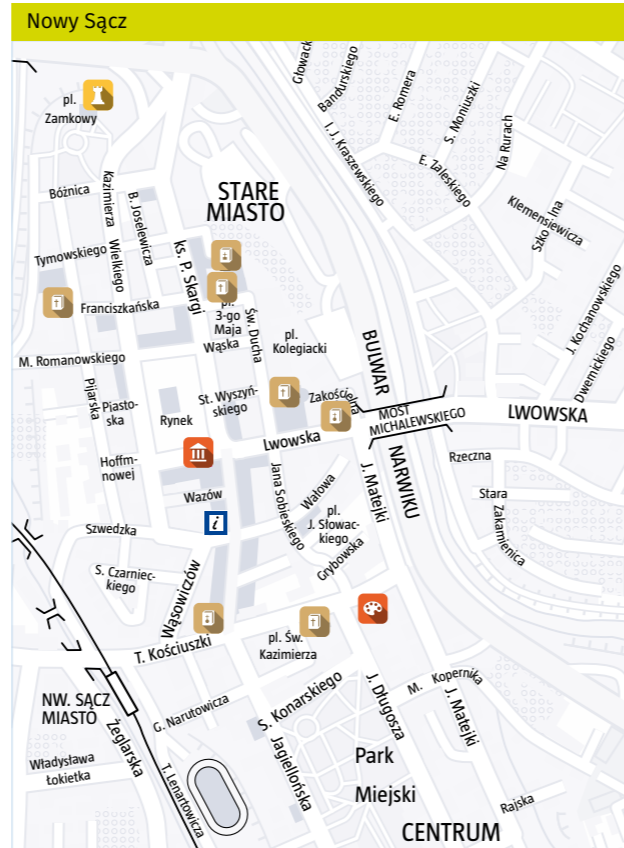 Nowy Sącz
pl.
Zamkowy
Głowack
Bandurskiego
E. Romera
S. Moniuszki
Na Rurach
I. J. Kraszewskiego
E. Zaleskiego
Klemensiewicza
Szkolna
J. Kochanowskiego
Dwernickiego
Bóżnica
Kazimierza
Wielkiego
B. Joselewicza
STARE
MIASTO
Tymowskiego
ks. P. Skargi
Franciszkańska
pl.
3-go
Maja
Św. Ducha
Wąska
pl.
Kolegiacki
M. Romanowskiego
Pijarska
Piasto-
ska
Rynek
St. Wyszyń-
skiego
Zakościelna
BULWAR
NARWIKU
MOST
MICHALEWSKIEGO
LWOWSKA
Lwowska
Hoffm-
nowej
Wazów
i
Jana Sobieskiego
Wałowa
pl.
J. Słowac-
kiego
J. Matejki
Rzeczna
Stara
Zakamienica
Szwedzka
S. Czarniec-
kiego
Wąsowiczów
Grybowska
T. Kościuszki
pl. Św.
Kazimierza
NW. SĄCZ
MIASTO
Żeglarska
G. Narutowicza
S. Konarskiego
J. Długosza
M. Kopernika
J. Matejki
Władysława
Łokietka
T. Lenartowicza
Jagiellońska
Park
Miejski
Rajska
CENTRUM